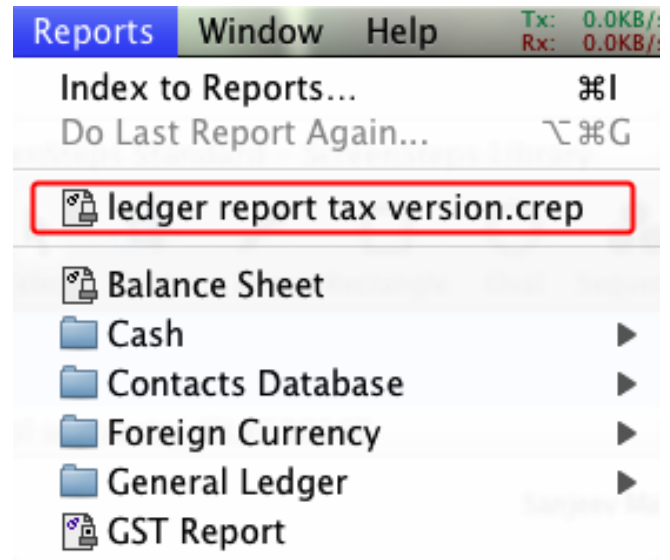 Reports Window Help Tx: 0.0KB/
Rx: 0.0KB/
Index to Reports... ⌘I
Do Last Report Again... ⌥⌘G
ledger report tax version.crep
Balance Sheet
Cash
Contacts Database
Foreign Currency
General Ledger
GST Report